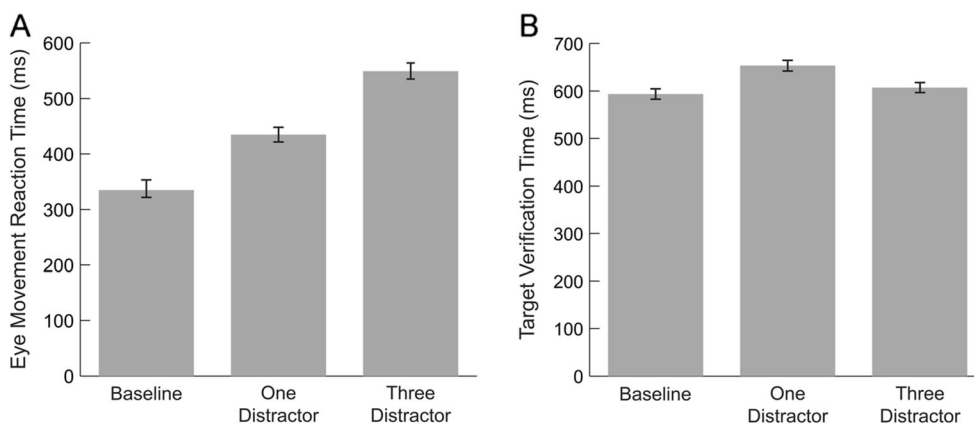 A
Eye Movement Reaction Time (ms)
600
500
400
300
200
100
0
Baseline
One
Distractor
Three
Distractor
B
Target Verification Time (ms)
700
600
500
400
300
200
100
0
Baseline
One
Distractor
Three
Distractor